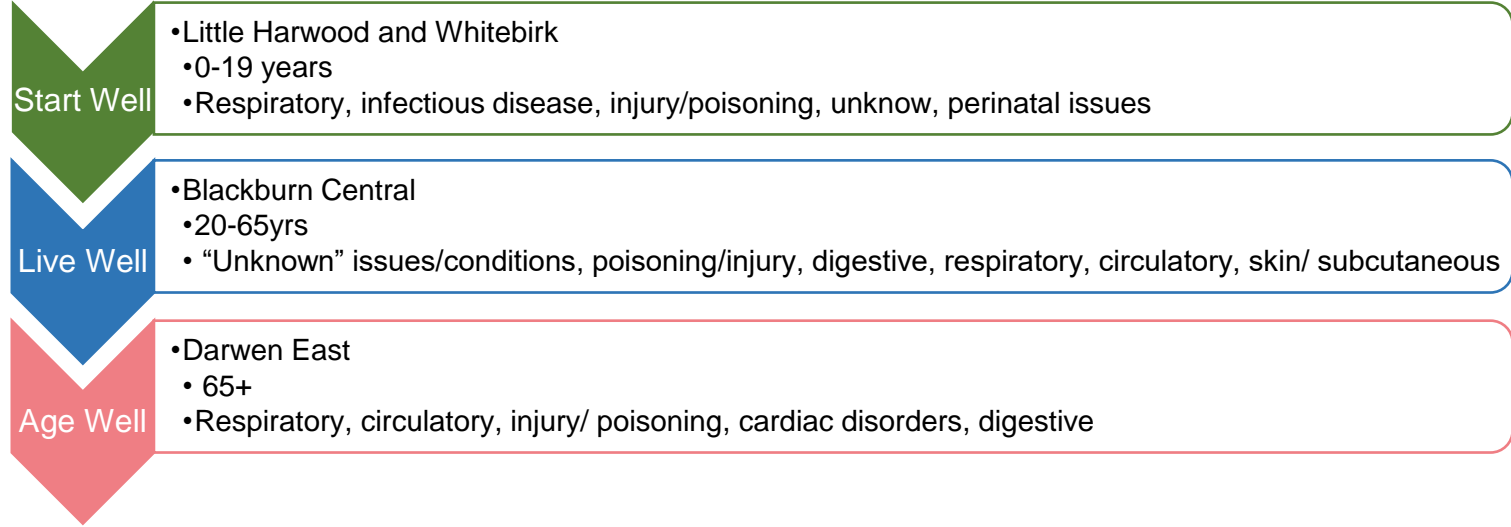 Start Well
•Little Harwood and Whitebirk
•0-19 years
•Respiratory, infectious disease, injury/poisoning, unknow, perinatal issues
Live Well
•Blackburn Central
•20-65yrs
• “Unknown” issues/conditions, poisoning/injury, digestive, respiratory, circulatory, skin/ subcutaneous
Age Well
•Darwen East
• 65+
•Respiratory, circulatory, injury/ poisoning, cardiac disorders, digestive